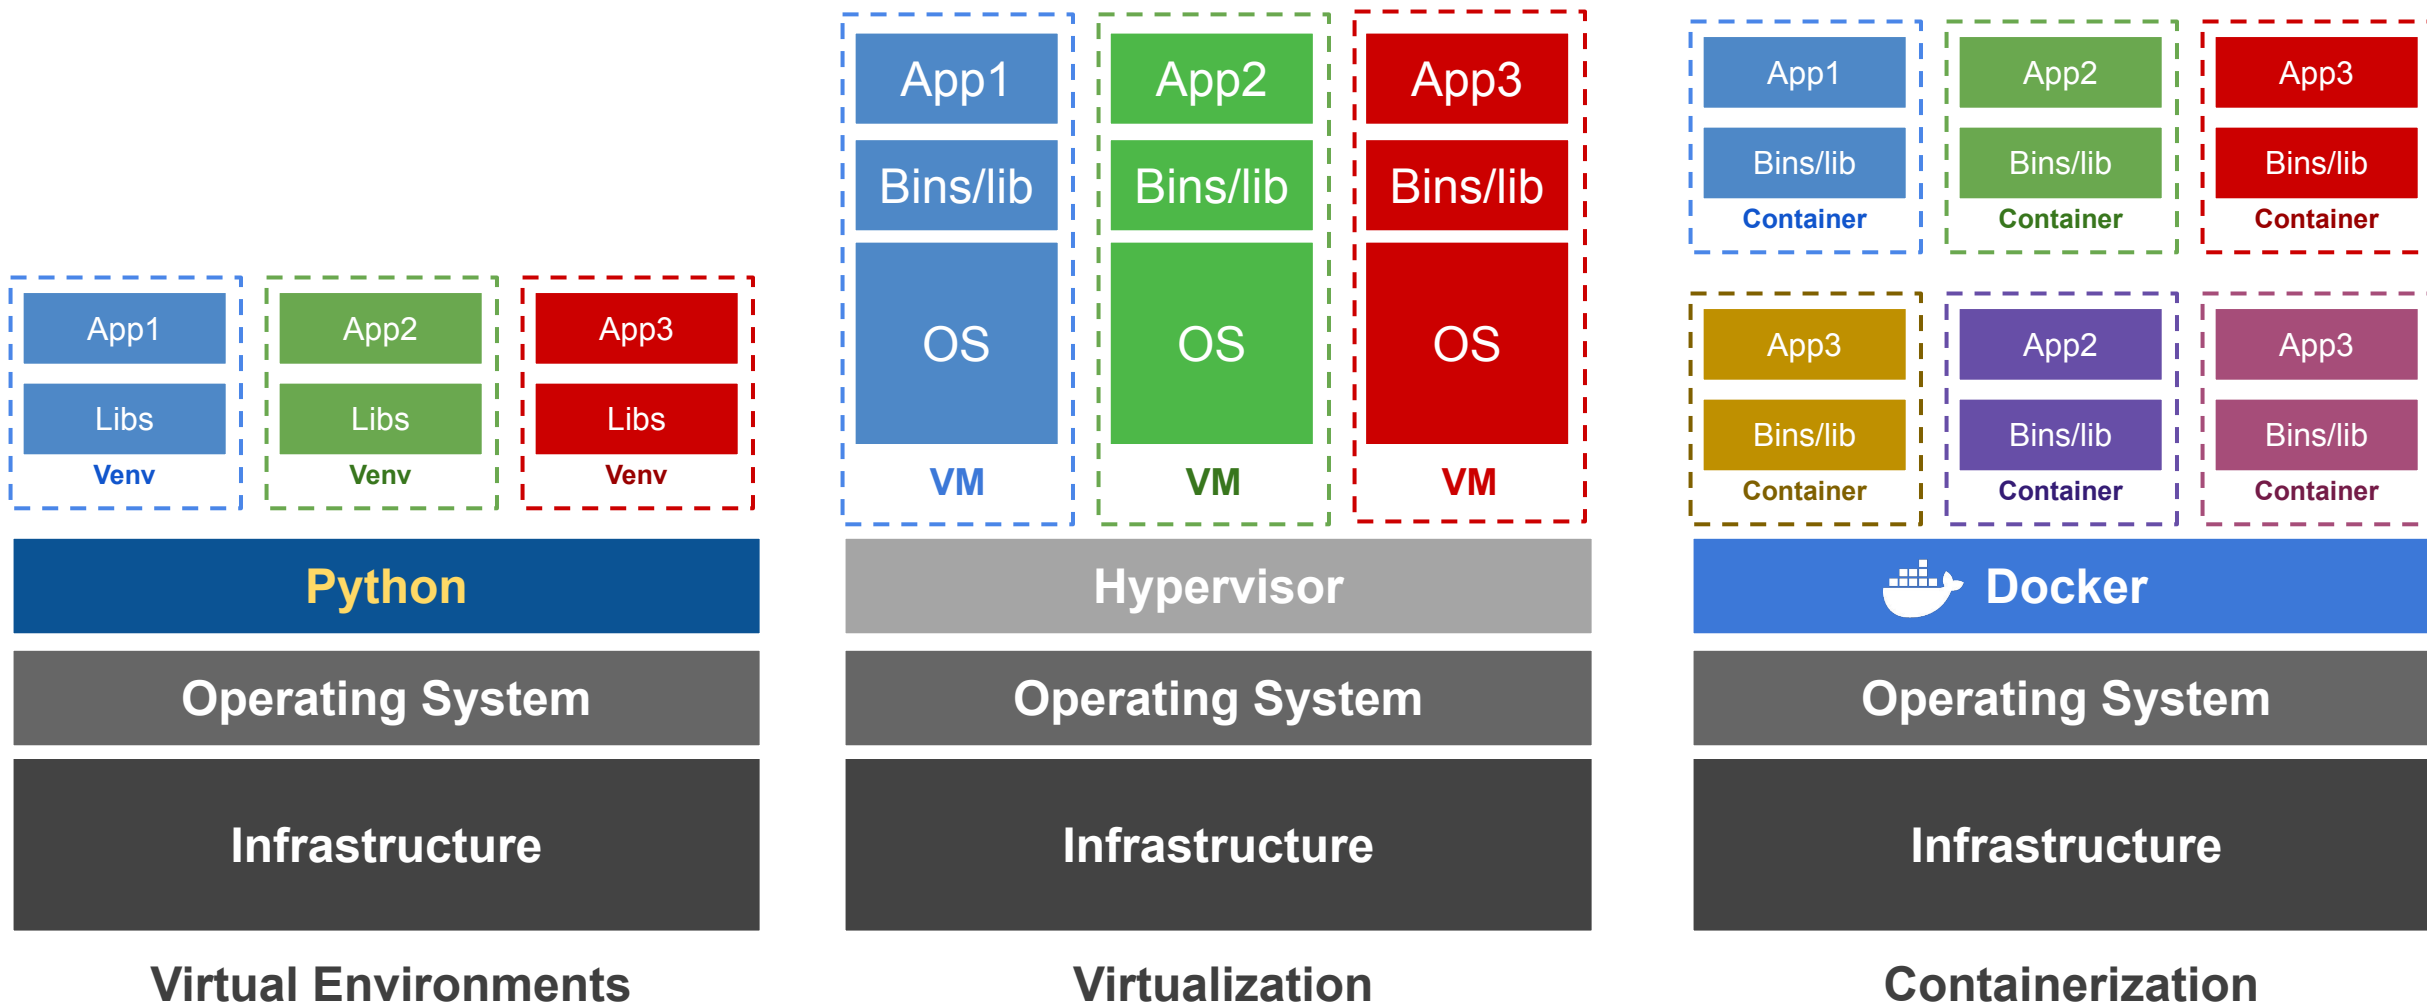 App1
App2
App3
Libs
Libs
Libs
Venv
Venv
Venv
Python
Operating System
Infrastructure
Virtual Environments
App1
App2
App3
Bins/lib
Bins/lib
Bins/lib
OS
OS
OS
VM
VM
VM
Hypervisor
Operating System
Infrastructure
Virtualization
App1
App2
App3
Bins/lib
Bins/lib
Bins/lib
Container
Container
Container
App3
App2
App3
Bins/lib
Bins/lib
Bins/lib
Container
Container
Container
Docker
Operating System
Infrastructure
Containerization